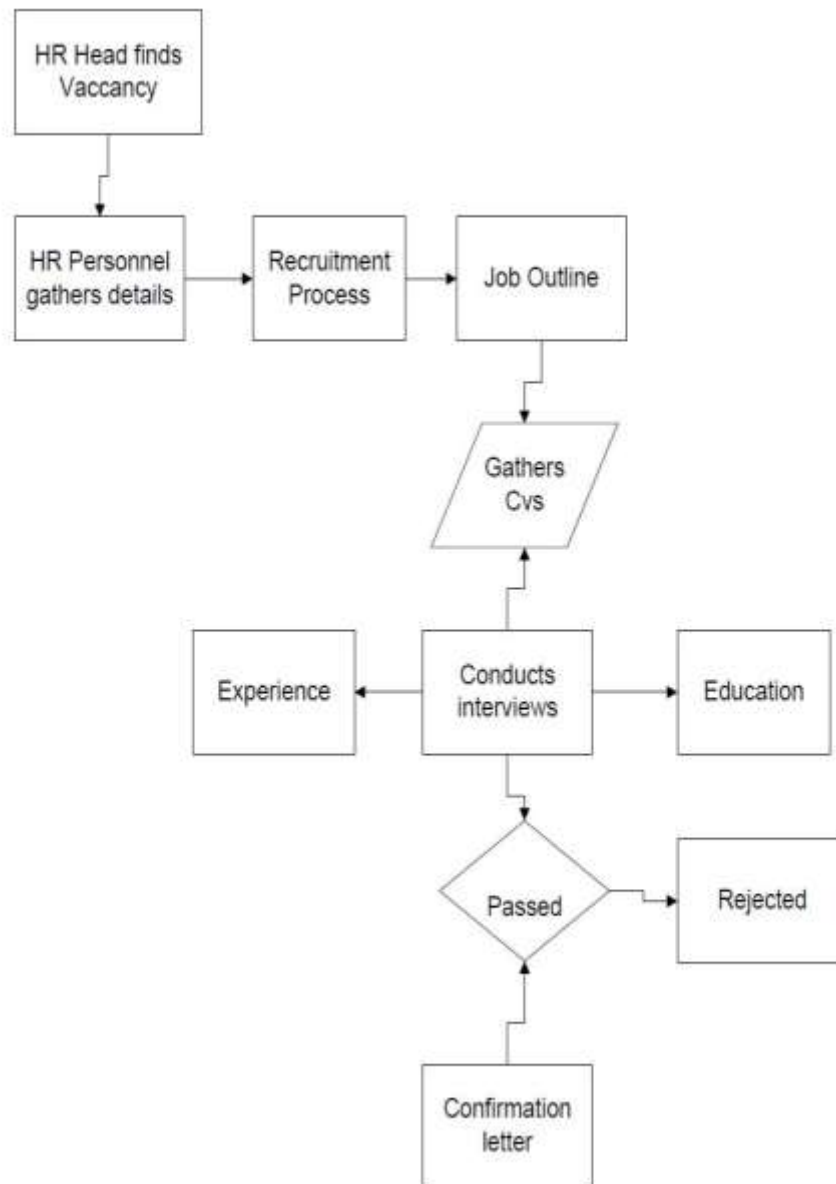 HR Head finds
Vaccancy
HR Personnel
gathers details
Recruitment
Process
Job Outline
Gathers
Cvs
Experience
Conducts
interviews
Education
Passed
Rejected
Confirmation
letter